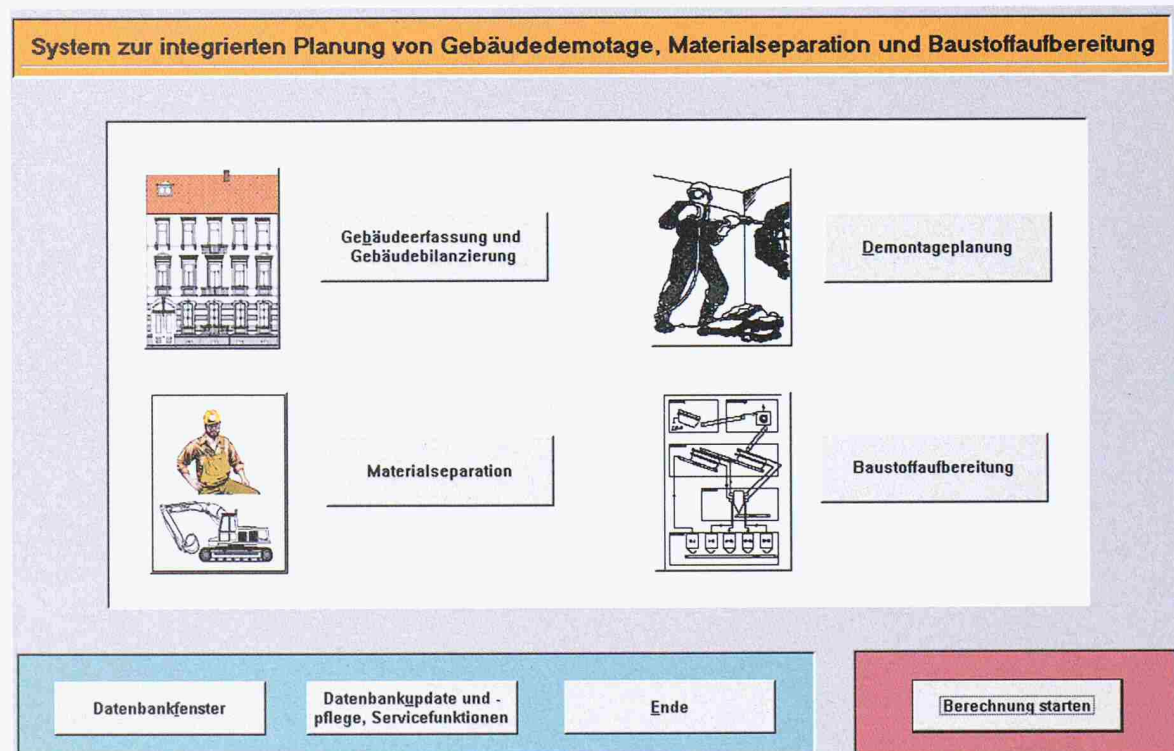 System zur integrierten Planung von Gebäudedemotage, Materialseparation und Baustoffaufbereitung
Gebäudeerfassung und
Gebäudebilanzierung
Demontageplanung
Materialseparation
Baustoffaufbereitung
Datenbankfenster
Datenbankupdate und -
pflege, Servicefunktionen
Ende
Berechnung starten